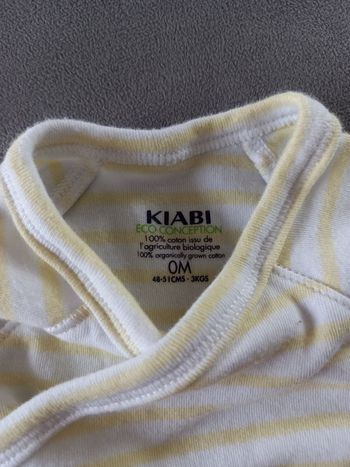 KIABI
ECO CONCEPTION
100% coton issu de
l'agriculture biologique
100% organically grown cotton
0M
48-51CMS - 3KGS